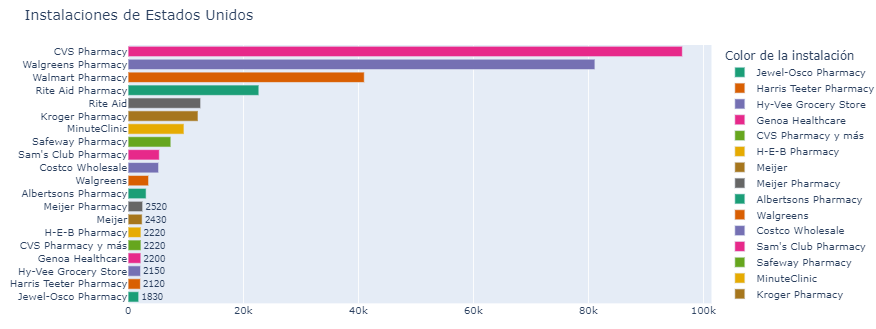 Instalaciones de Estados Unidos
CVS Pharmacy
Walgreens Pharmacy
Walmart Pharmacy
Rite Aid Pharmacy
Rite Aid
Kroger Pharmacy
MinuteClinic
Safeway Pharmacy
Sam's Club Pharmacy
Costco Wholesale
Walgreens
Albertsons Pharmacy
Meijer Pharmacy 2520
Meijer 2430
H-E-B Pharmacy 2220
CVS Pharmacy y más 2220
Genoa Healthcare 2200
Hy-Vee Grocery Store 2150
Harris Teeter Pharmacy 2120
Jewel-Osco Pharmacy 1830
0 20k 40k 60k 80k 100k
Color de la instalación
Jewel-Osco Pharmacy
Harris Teeter Pharmacy
Hy-Vee Grocery Store
Genoa Healthcare
CVS Pharmacy y más
H-E-B Pharmacy
Meijer
Meijer Pharmacy
Albertsons Pharmacy
Walgreens
Costco Wholesale
Sam's Club Pharmacy
Safeway Pharmacy
MinuteClinic
Kroger Pharmacy